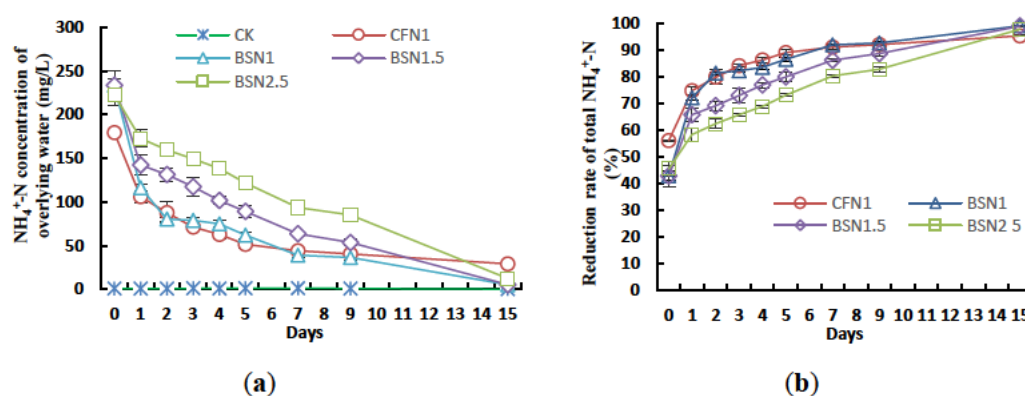 NH₄⁺-N concentration of
overlying water (mg/L)
300
250
200
150
100
50
0
CK
CFN1
BSN1
BSN1.5
BSN2.5
0 1 2 3 4 5 6 7 8 9 10 11 12 13 14 15
Days
(a)
Reduction rate of total NH₄⁺-N
(%)
100
90
80
70
60
50
40
30
20
10
0
CFN1
BSN1
BSN1.5
BSN2 5
0 1 2 3 4 5 6 7 8 9 10 11 12 13 14 15
Days
(b)